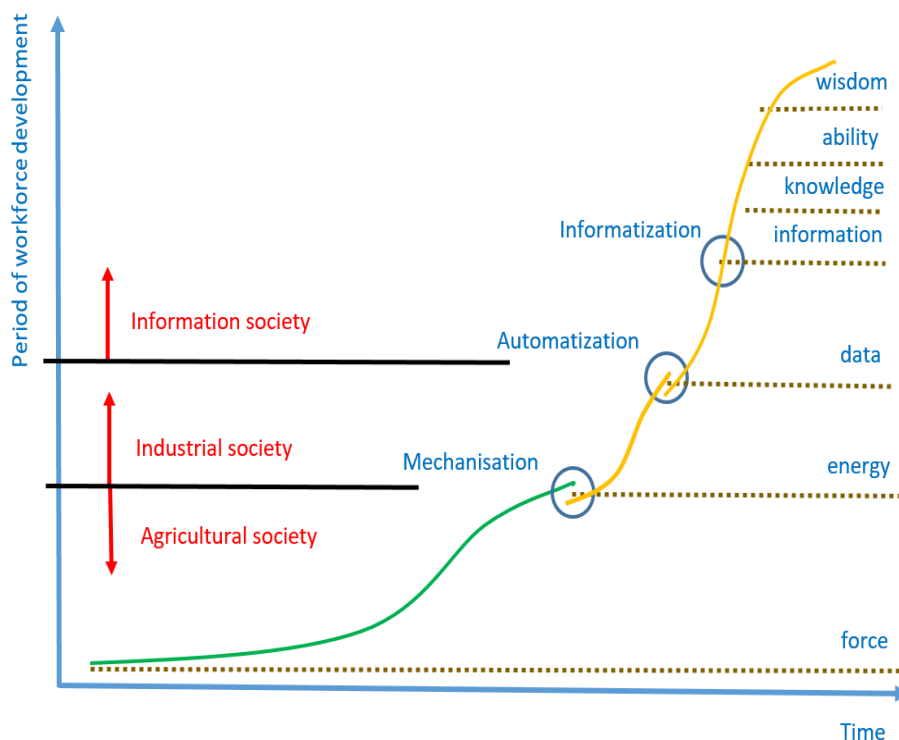 Period of workforce development
wisdom
ability
knowledge
Informatization
information
Information society
Automatization
data
Industrial society
Mechanisation
energy
Agricultural society
force
Time